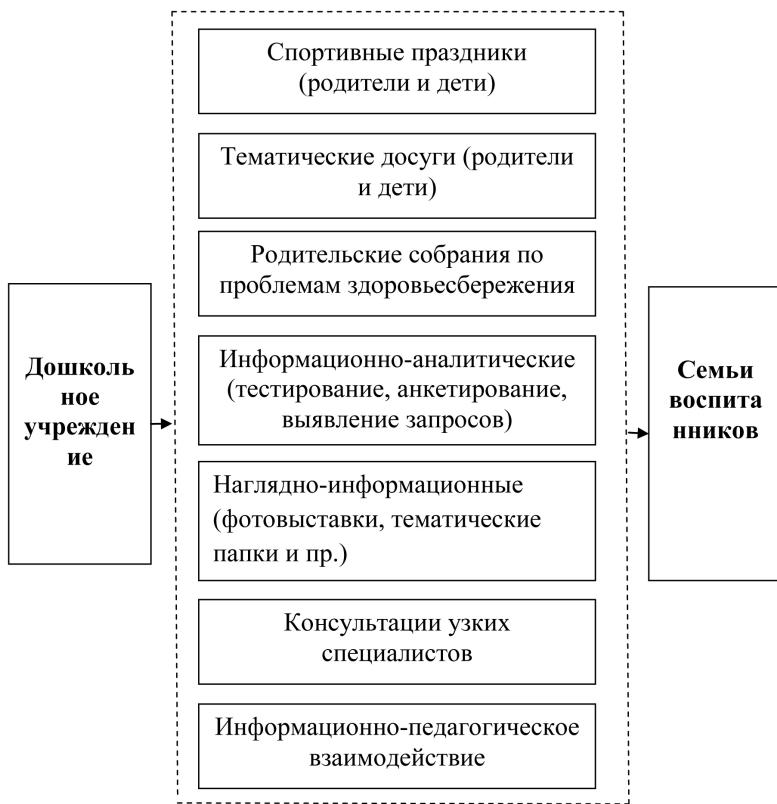 Спортивные праздники
(родители и дети)
Тематические досуги (родители
и дети)
Родительские собрания по
проблемам здоровьесбережения
Дошколь
ное
учрежден
ие
Информационно-аналитические
(тестирование, анкетирование,
выявление запросов)
Семьи
воспита
нников
Наглядно-информационные
(фотовыставки, тематические
папки и пр.)
Консультации узких
специалистов
Информационно-педагогическое
взаимодействие